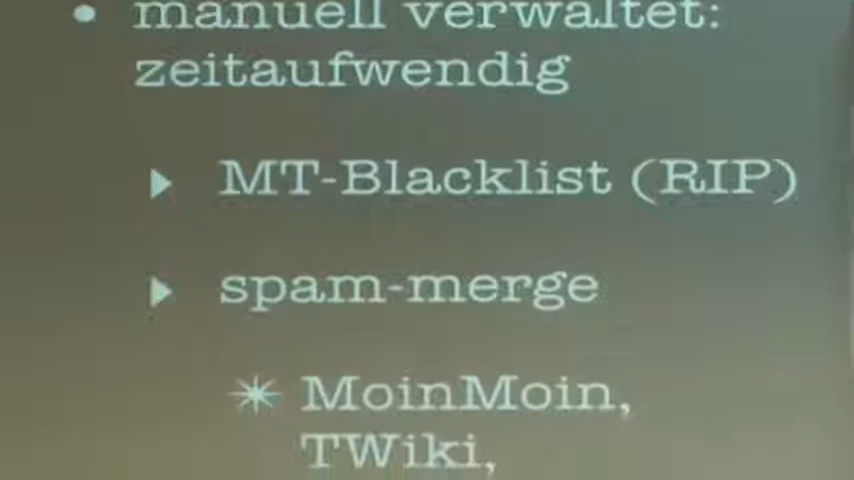 • manuell verwaltet:
zeitaufwendig
▶ MT-Blacklist (RIP)
▶ spam-merge
✴ MoinMoin,
TWiki,